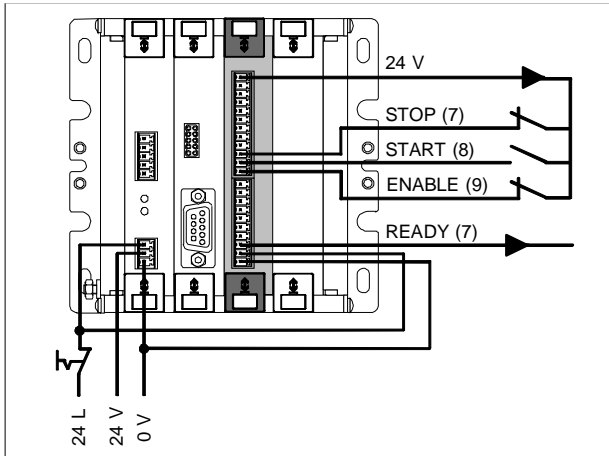 24 V
STOP (7)
START (8)
ENABLE (9)
READY (7)
24 L
24 V
0 V